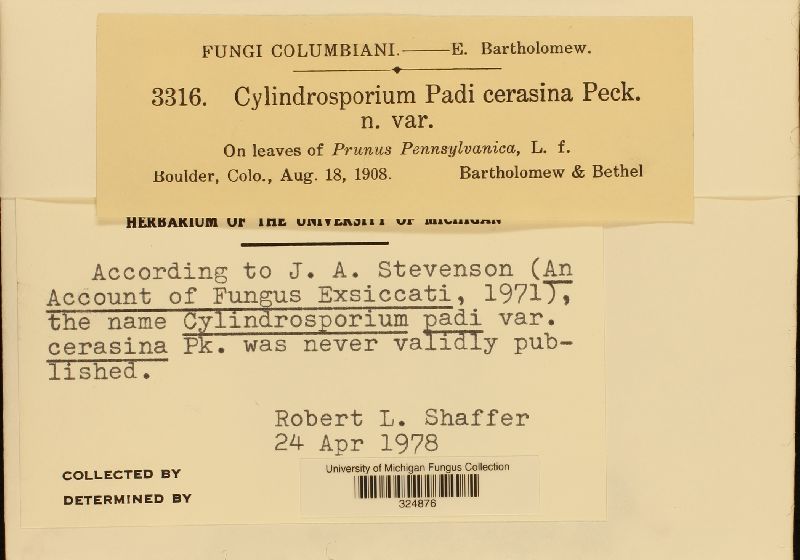 FUNGI COLUMBIANI.——E. Bartholomew.
3316. Cylindrosporium Padi cerasina Peck.
n. var.
On leaves of Prunus Pennsylvanica, L. f.
Boulder, Colo., Aug. 18, 1908. Bartholomew & Bethel
HERBARIUM OF THE UNIVERSITY OF MICHIGAN
According to J. A. Stevenson (An
Account of Fungus Exsiccati, 1971),
the name Cylindrosporium padi var.
cerasina Pk. was never validly pub-
lished.
Robert L. Shaffer
24 Apr 1978
COLLECTED BY
DETERMINED BY
University of Michigan Fungus Collection
324876